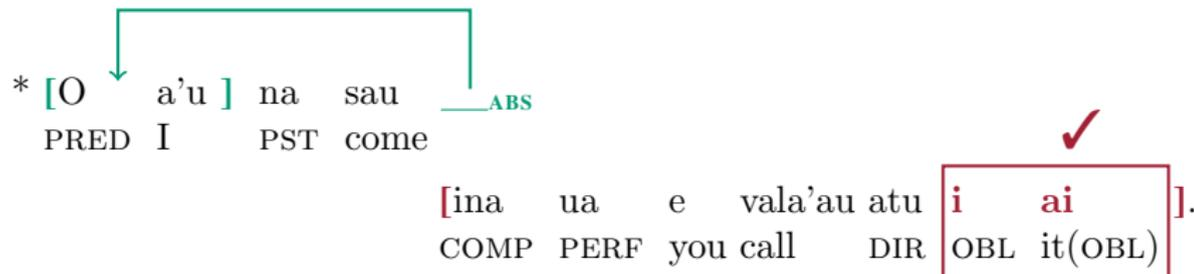 * [O a'u ] na sau ___ABS
PRED I PST come
✓
[ina ua e vala'au atu i ai ].
COMP PERF you call DIR OBL it(OBL)